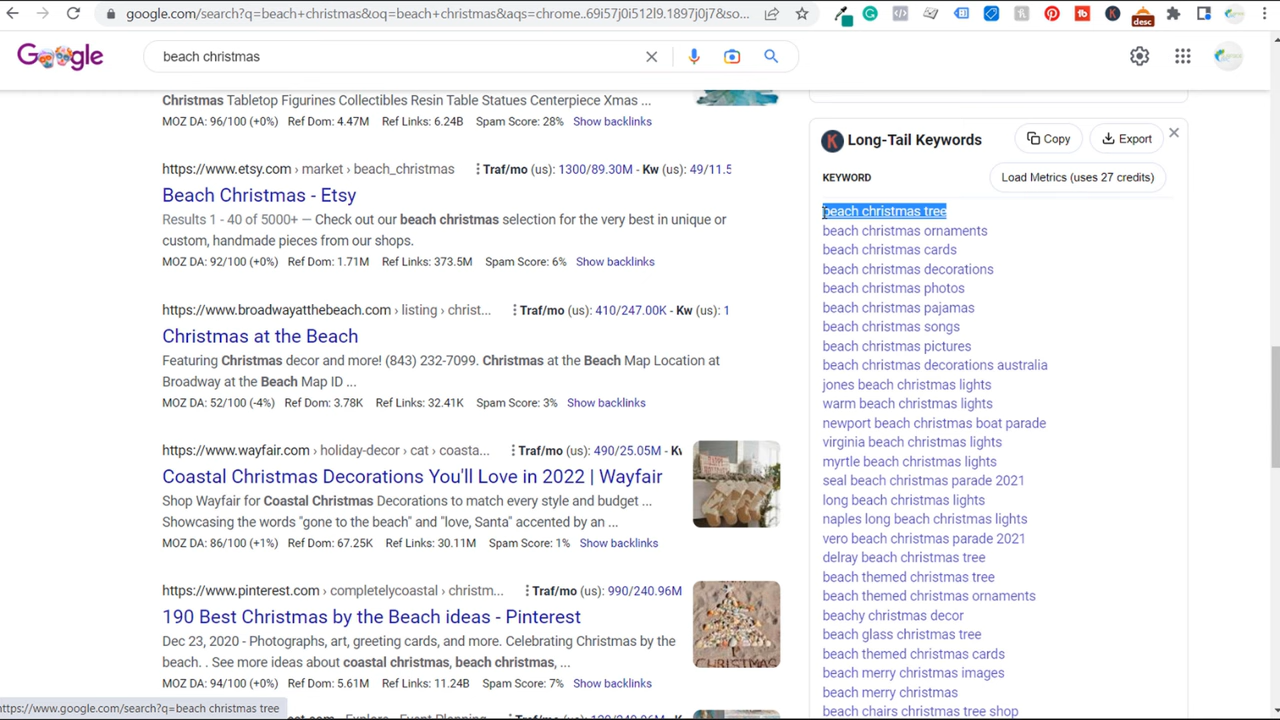 google.com/search?q=beach+christmas&oq=beach+christmas&aqs=chrome..69i57j0i512l9.1897j0j7&so...
desc
Google
beach christmas
Christmas Tabletop Figurines Collectibles Resin Table Statues Centerpiece Xmas ...
MOZ DA: 96/100 (+0%) Ref Dom: 4.47M Ref Links: 6.24B Spam Score: 28% Show backlinks
https://www.etsy.com › market › beach_christmas Traf/mo (us): 1300/89.30M - Kw (us): 49/11.5
Beach Christmas - Etsy
Results 1 - 40 of 5000+ — Check out our beach christmas selection for the very best in unique or
custom, handmade pieces from our shops.
MOZ DA: 92/100 (+0%) Ref Dom: 1.71M Ref Links: 373.5M Spam Score: 6% Show backlinks
https://www.broadwayatthebeach.com › listing › christ... Traf/mo (us): 410/247.00K - Kw (us): 1
Christmas at the Beach
Featuring Christmas decor and more! (843) 232-7099. Christmas at the Beach Map Location at
Broadway at the Beach Map ID ...
MOZ DA: 52/100 (-4%) Ref Dom: 3.78K Ref Links: 32.41K Spam Score: 3% Show backlinks
https://www.wayfair.com › holiday-decor › cat › coasta... Traf/mo (us): 490/25.05M - Kw
Coastal Christmas Decorations You'll Love in 2022 | Wayfair
Shop Wayfair for Coastal Christmas Decorations to match every style and budget ...
Showcasing the words "gone to the beach" and "love, Santa" accented by an ...
MOZ DA: 86/100 (+1%) Ref Dom: 67.25K Ref Links: 30.11M Spam Score: 1% Show backlinks
https://www.pinterest.com › completelycoastal › christm... Traf/mo (us): 990/240.96M
190 Best Christmas by the Beach ideas - Pinterest
Dec 23, 2020 - Photographs, art, greeting cards, and more. Celebrating Christmas by the
beach. . See more ideas about coastal christmas, beach christmas, ...
CHRISTMAS
MOZ DA: 94/100 (+0%) Ref Dom: 5.61M Ref Links: 11.24B Spam Score: 7% Show backlinks
https://www.google.com/search?q=beach christmas tree
K Long-Tail Keywords Copy Export
KEYWORD Load Metrics (uses 27 credits)
beach christmas tree
beach christmas ornaments
beach christmas cards
beach christmas decorations
beach christmas photos
beach christmas pajamas
beach christmas songs
beach christmas pictures
beach christmas decorations australia
jones beach christmas lights
warm beach christmas lights
newport beach christmas boat parade
virginia beach christmas lights
myrtle beach christmas lights
seal beach christmas parade 2021
long beach christmas lights
naples long beach christmas lights
vero beach christmas parade 2021
delray beach christmas tree
beach themed christmas tree
beach themed christmas ornaments
beachy christmas decor
beach glass christmas tree
beach themed christmas cards
beach merry christmas images
beach merry christmas
beach chairs christmas tree shop